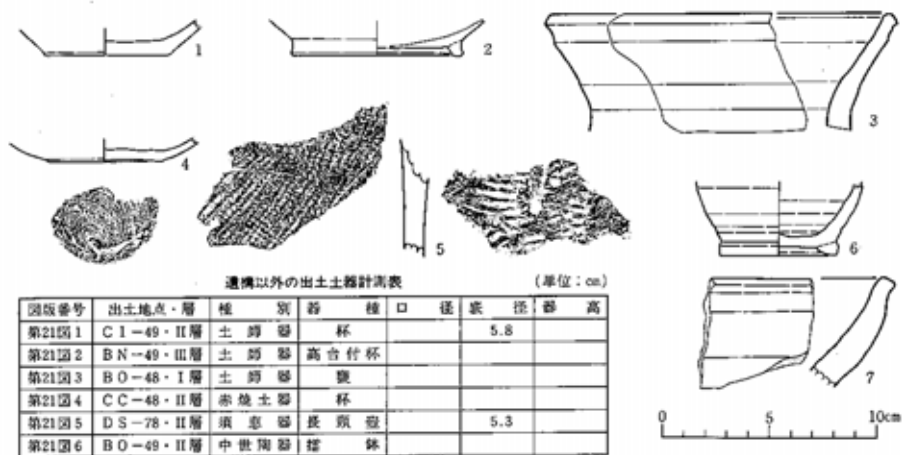 1
2
3
4
5
6
7
遺構以外の出土土器計測表 (単位:cm)
図版番号 出土地点・層 種別 器種 口径 底径 器高
第21図1 CI-49・II層 土師器 杯 5.8
第21図2 BN-49・III層 土師器 高台付杯
第21図3 BO-48・I層 土師器 甕
第21図4 CC-48・II層 赤焼土器 杯
第21図5 DS-78・II層 須恵器 長頸壺 5.3
第21図6 BO-49・II層 中世陶器 擂鉢
0 5 10cm